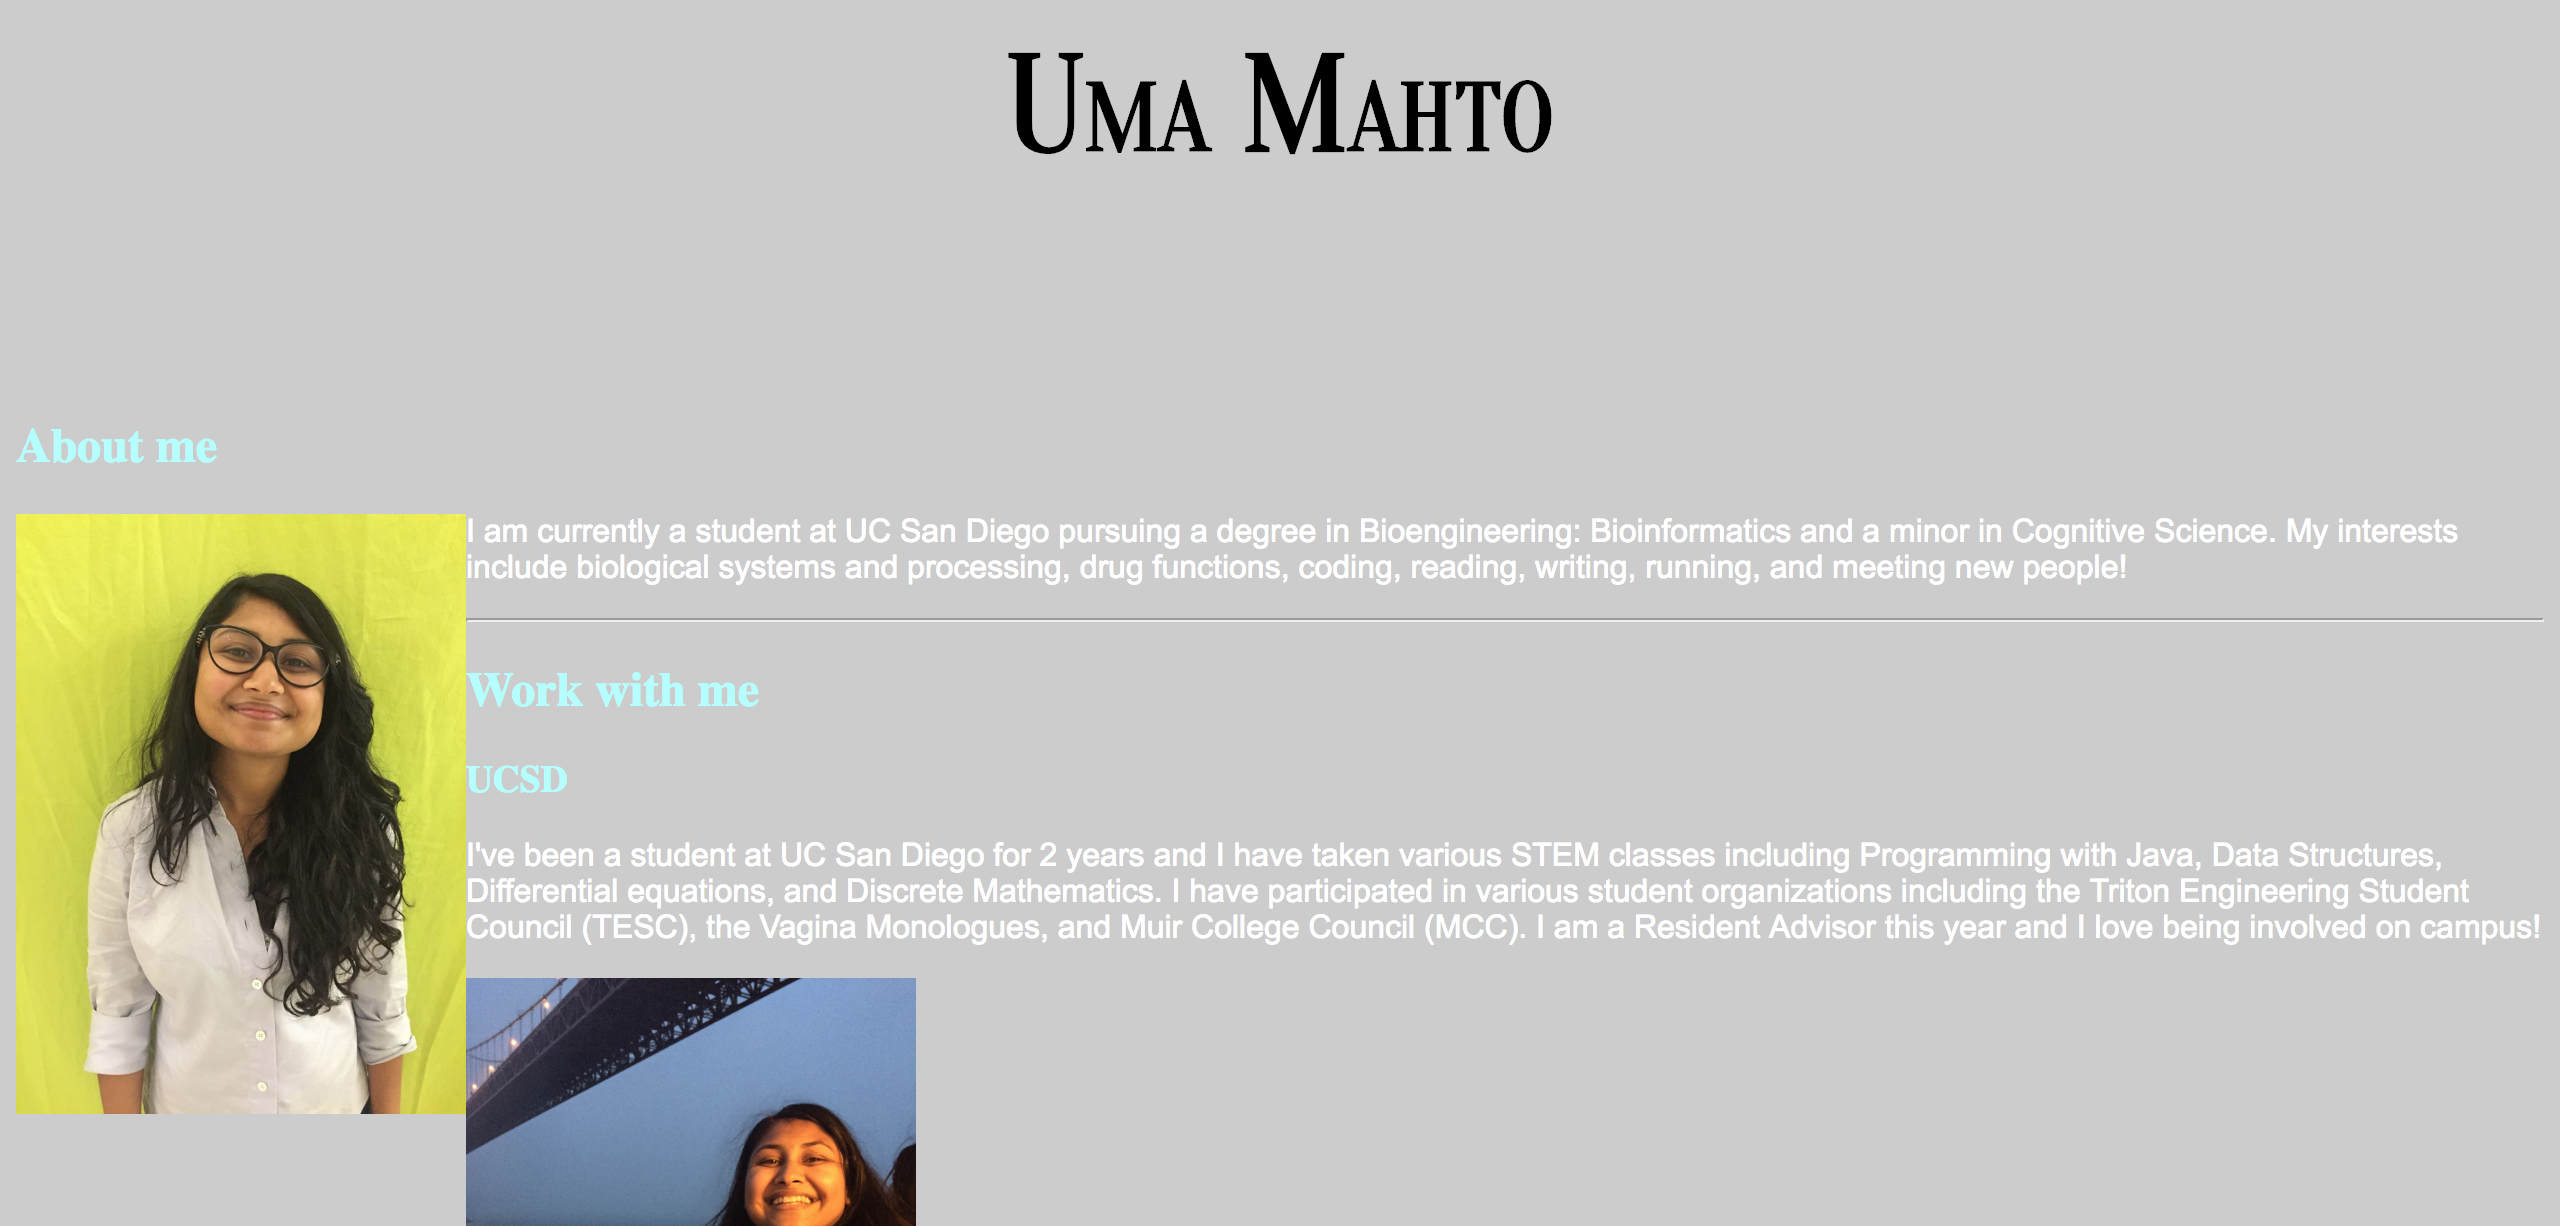 Uma Mahto
About me
I am currently a student at UC San Diego pursuing a degree in Bioengineering: Bioinformatics and a minor in Cognitive Science. My interests
include biological systems and processing, drug functions, coding, reading, writing, running, and meeting new people!
Work with me
UCSD
I've been a student at UC San Diego for 2 years and I have taken various STEM classes including Programming with Java, Data Structures,
Differential equations, and Discrete Mathematics. I have participated in various student organizations including the Triton Engineering Student
Council (TESC), the Vagina Monologues, and Muir College Council (MCC). I am a Resident Advisor this year and I love being involved on campus!